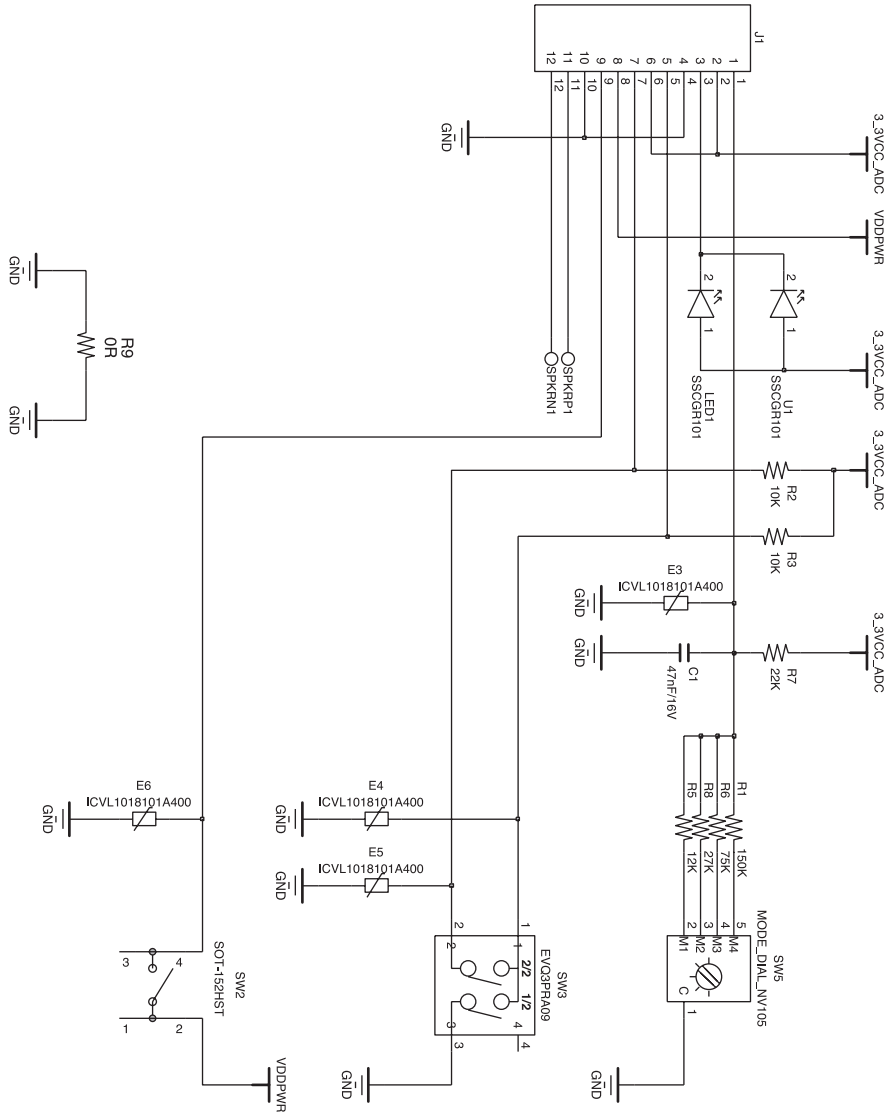 J1
1
2
3
4
5
6
7
8
9
10
11
12
1
2
3
4
5
6
7
8
9
10
11
12
3_3VCC_ADC
VDDPWR
3_3VCC_ADC
3_3VCC_ADC
3_3VCC_ADC
GND
2
1
U1
SSCGR101
2
1
LED1
SSCGR101
SPKRP1
SPKRN1
R9
0R
GND
GND
R2
10K
R3
10K
E3
ICVL1018101A400
GND
R7
22K
C1
47nF/16V
GND
R1
150K
R6
75K
R8
27K
R5
12K
SW5
MODE_DIAL_NV105
5
4
3
2
M4
M3
M2
M1
C
1
GND
E4
ICVL1018101A400
GND
E5
ICVL1018101A400
GND
E6
ICVL1018101A400
GND
SW3
EVQ3PRA09
1
2
1
2
2/2
1/2
4
3
4
3
GND
SW2
SOT-152HST
3
4
1
2
VDDPWR